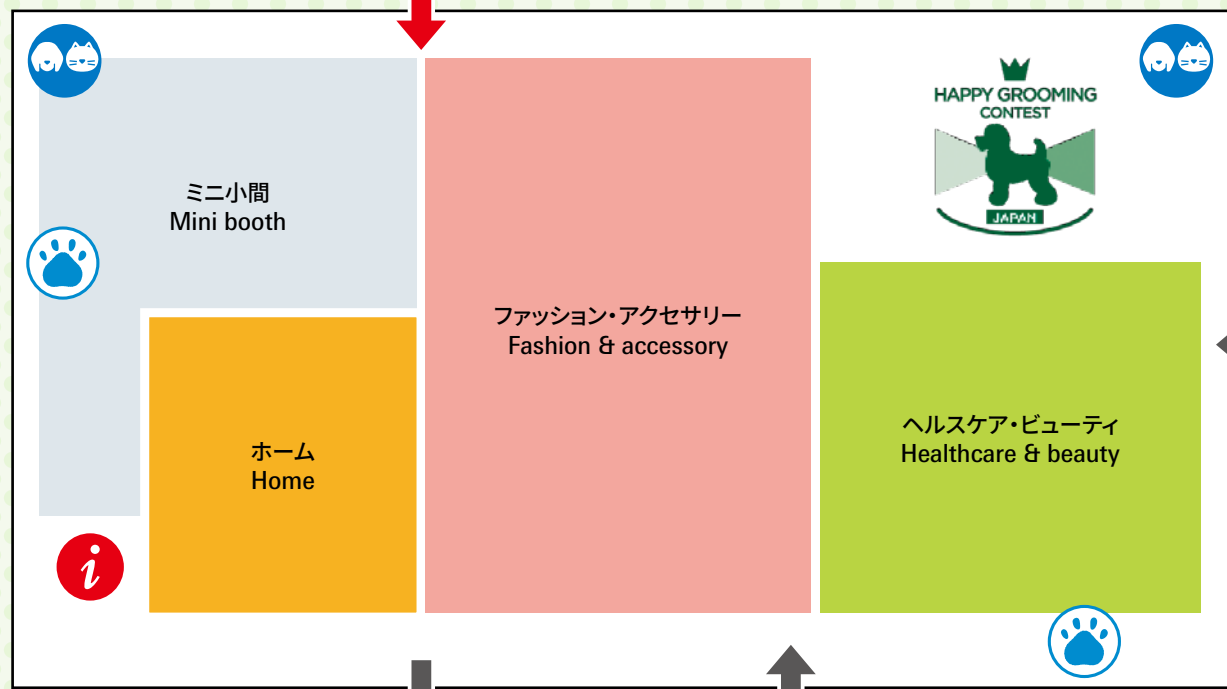 ミニ小間
Mini booth
ホーム
Home
i
ファッション・アクセサリー
Fashion & accessory
HAPPY GROOMING
CONTEST
JAPAN
ヘルスケア・ビューティ
Healthcare & beauty